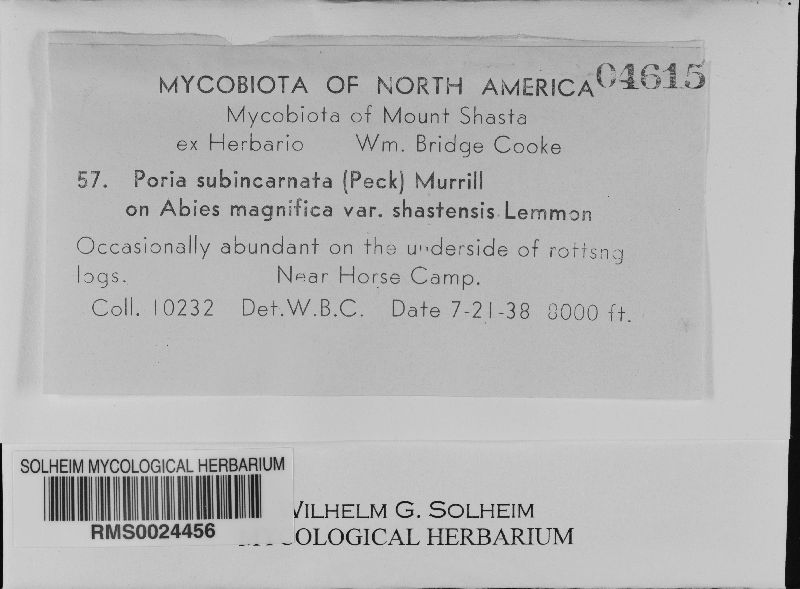 MYCOBIOTA OF NORTH AMERICA 04615
Mycobiota of Mount Shasta
ex Herbario Wm. Bridge Cooke
57. Poria subincarnata (Peck) Murrill
on Abies magnifica var. shastensis Lemmon
Occasionally abundant on the underside of rottsng
logs. Near Horse Camp.
Coll. 10232 Det.W.B.C. Date 7-21-38 8000 ft.
SOLHEIM MYCOLOGICAL HERBARIUM
RMS0024456
WILHELM G. SOLHEIM
MYCOLOGICAL HERBARIUM